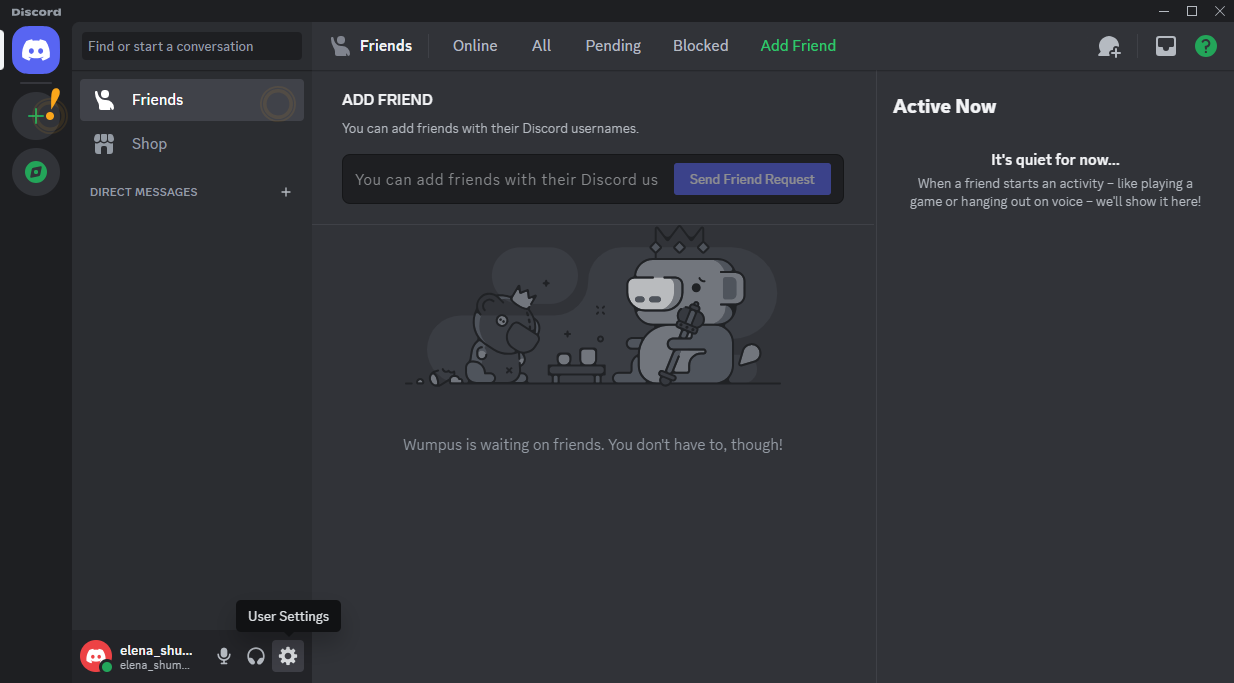 Discord
Find or start a conversation
Friends
Online
All
Pending
Blocked
Add Friend
Friends
Shop
DIRECT MESSAGES
ADD FRIEND
You can add friends with their Discord usernames.
You can add friends with their Discord us
Send Friend Request
Wumpus is waiting on friends. You don't have to, though!
Active Now
It's quiet for now...
When a friend starts an activity – like playing a
game or hanging out on voice – we'll show it here!
User Settings
elena_shu...
elena_shum...